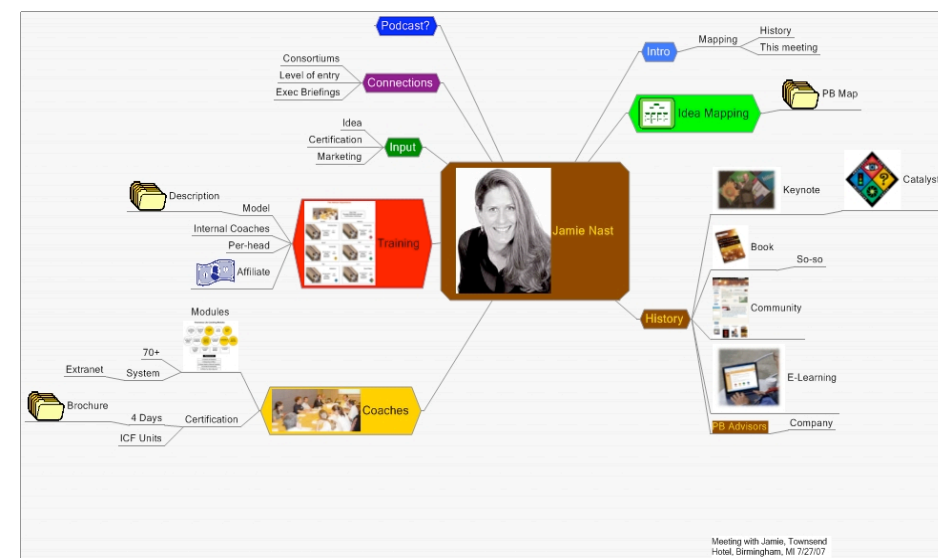 Podcast?
Consortiums
Level of entry
Exec Briefings
Connections
Idea
Certification
Marketing
Input
Description
Model
Internal Coaches
Per-head
Affiliate
Training
Modules
70+
Extranet
System
Brochure
4 Days
ICF Units
Certification
Coaches
Jamie Nast
Intro
Mapping
History
This meeting
Idea Mapping
PB Map
History
Keynote
Catalyst
Book
So-so
Community
E-Learning
PB Advisors
Company
Meeting with Jamie, Townsend
Hotel, Birmingham, MI 7/27/07